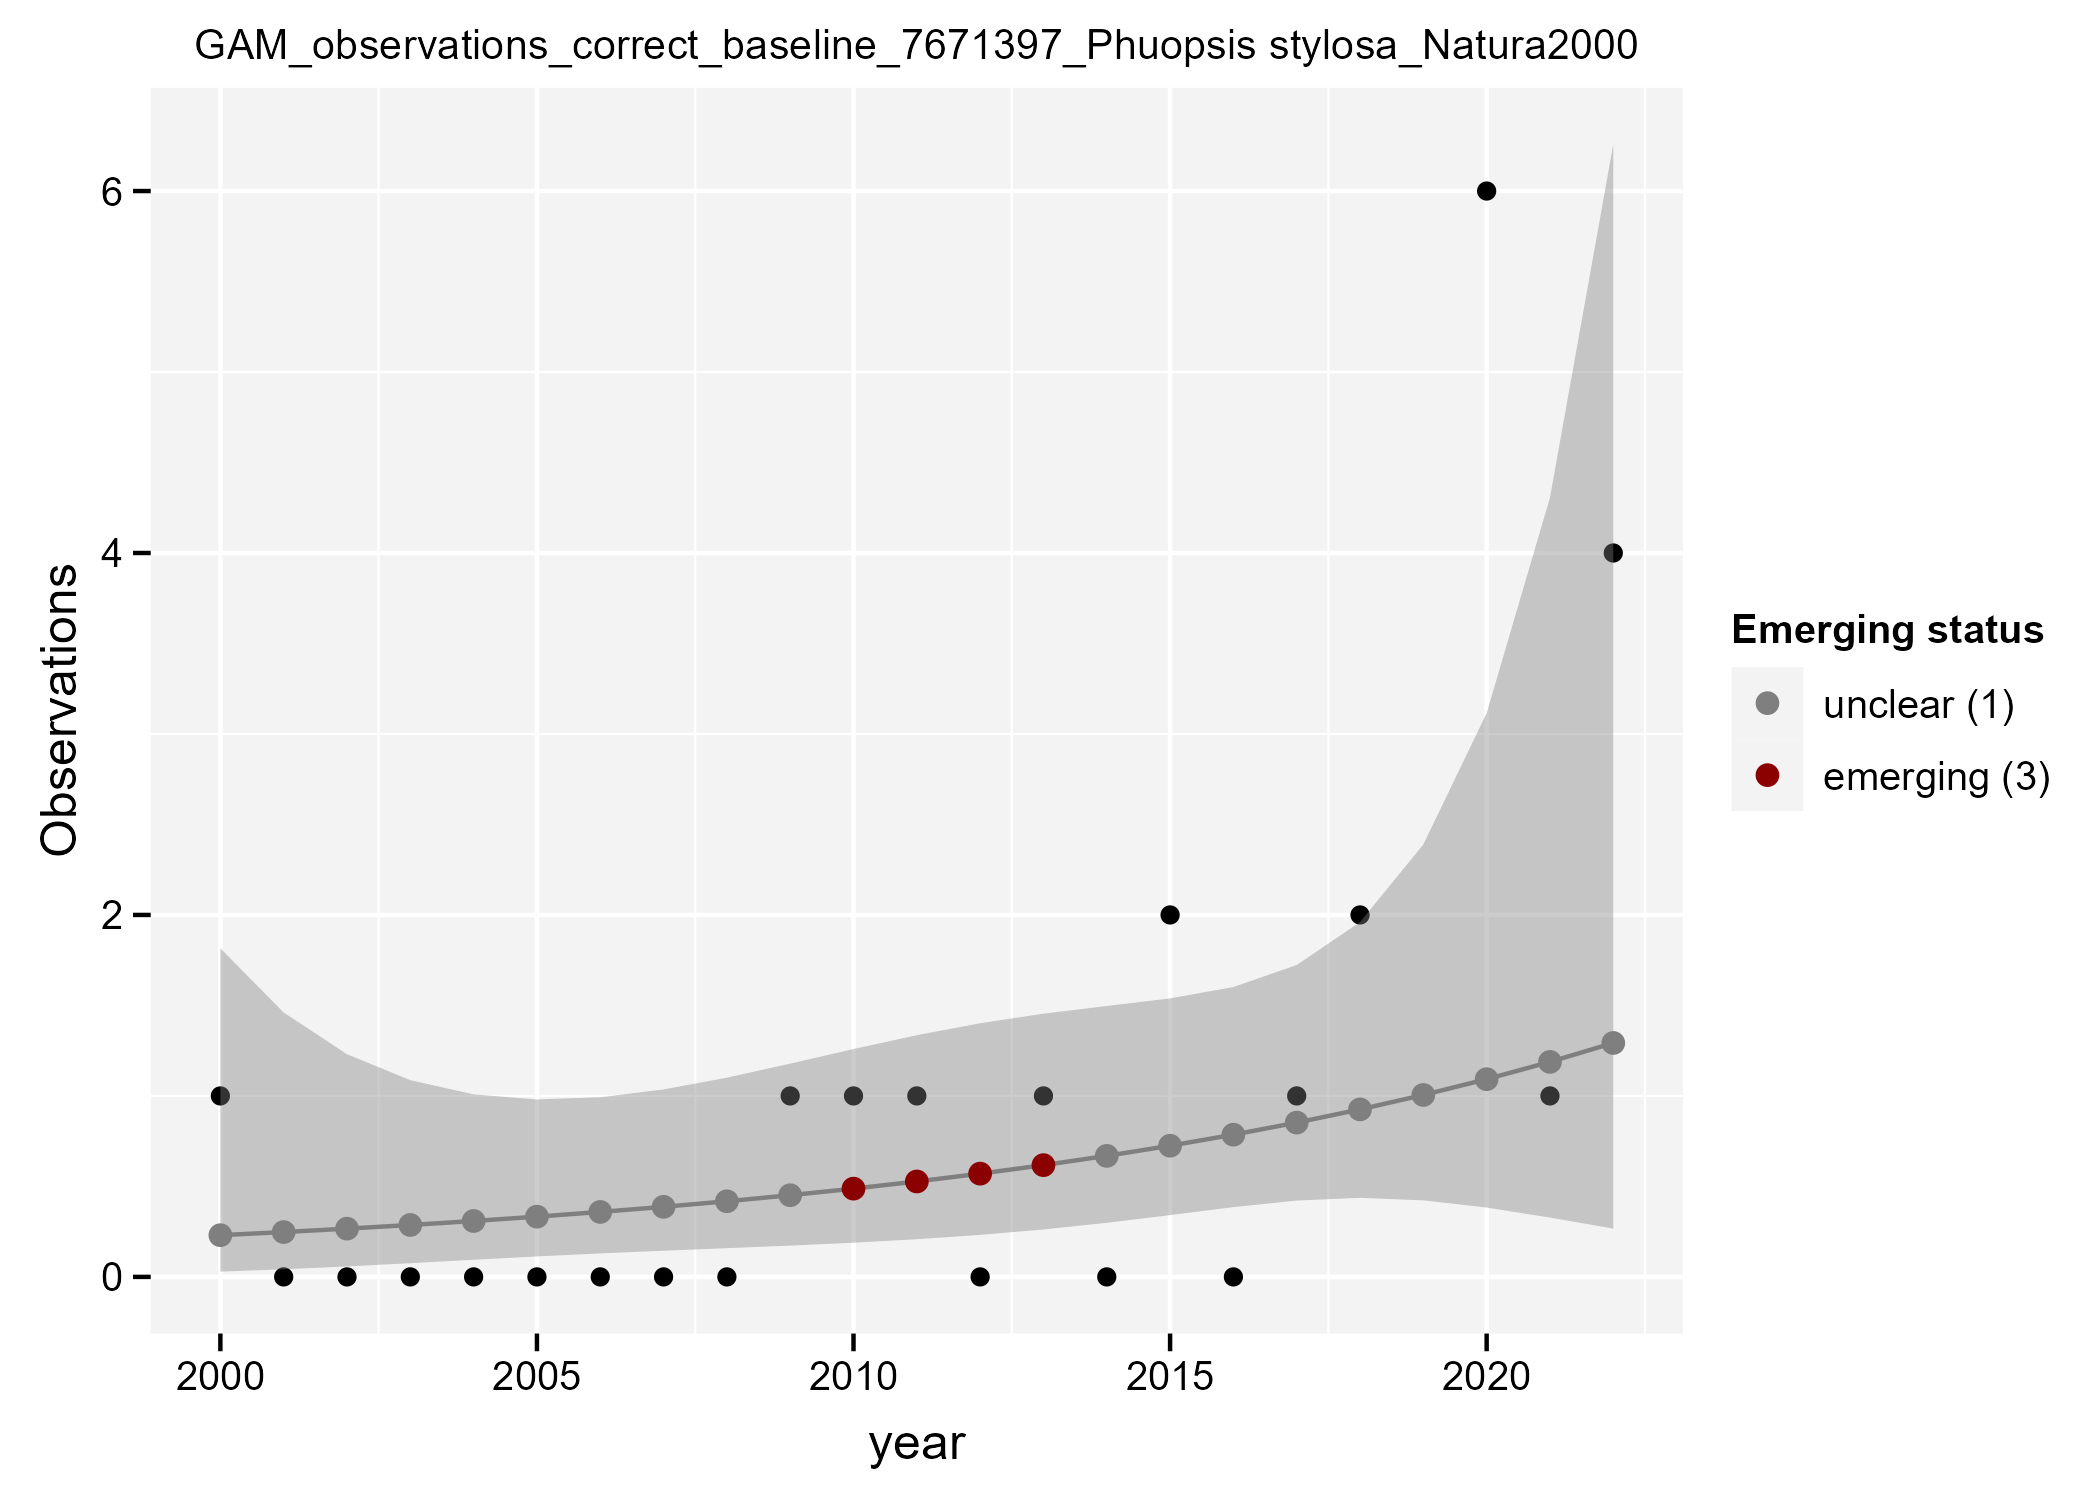 GAM_observations_correct_baseline_7671397_Phuopsis stylosa_Natura2000
Observations
6
4
2
0
2000 2005 2010 2015 2020
year
Emerging status
unclear (1)
emerging (3)